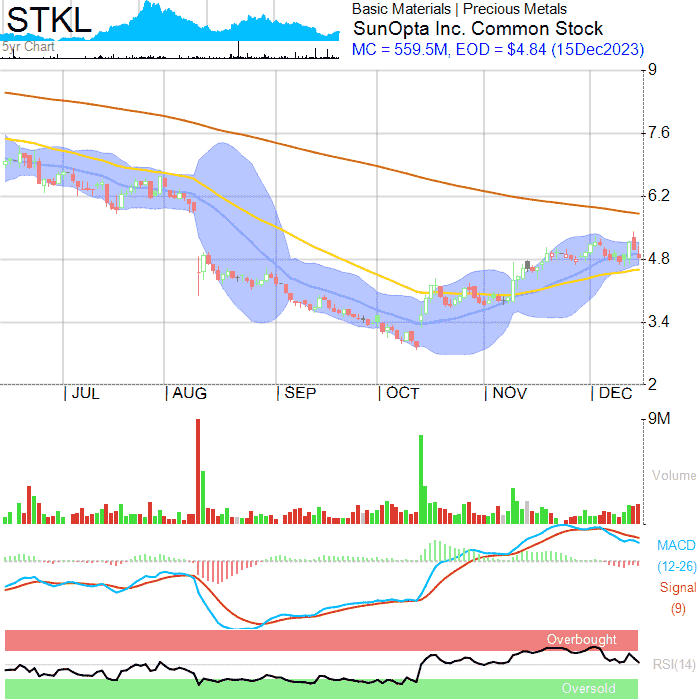 STKL
5yr Chart
Basic Materials | Precious Metals
SunOpta Inc. Common Stock
MC = 559.5M, EOD = $4.84 (15Dec2023)
9
7.6
6.2
4.8
3.4
2
JUL AUG SEP OCT NOV DEC
9M
Volume
MACD
(12-26)
Signal
(9)
Overbought
RSI(14)
Oversold